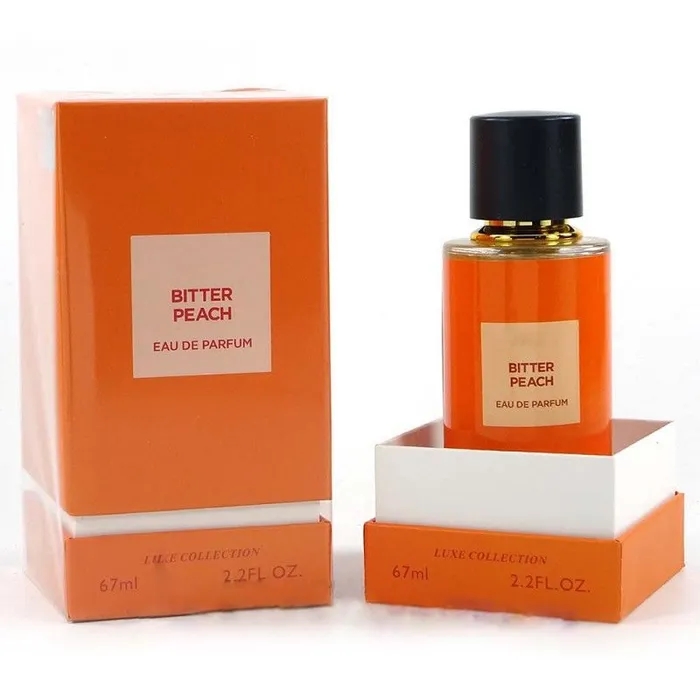 BITTER
PEACH
EAU DE PARFUM
LUXE COLLECTION
67ml 2.2FL OZ.
BITTER
PEACH
EAU DE PARFUM
LUXE COLLECTION
67ml 2.2FL OZ.